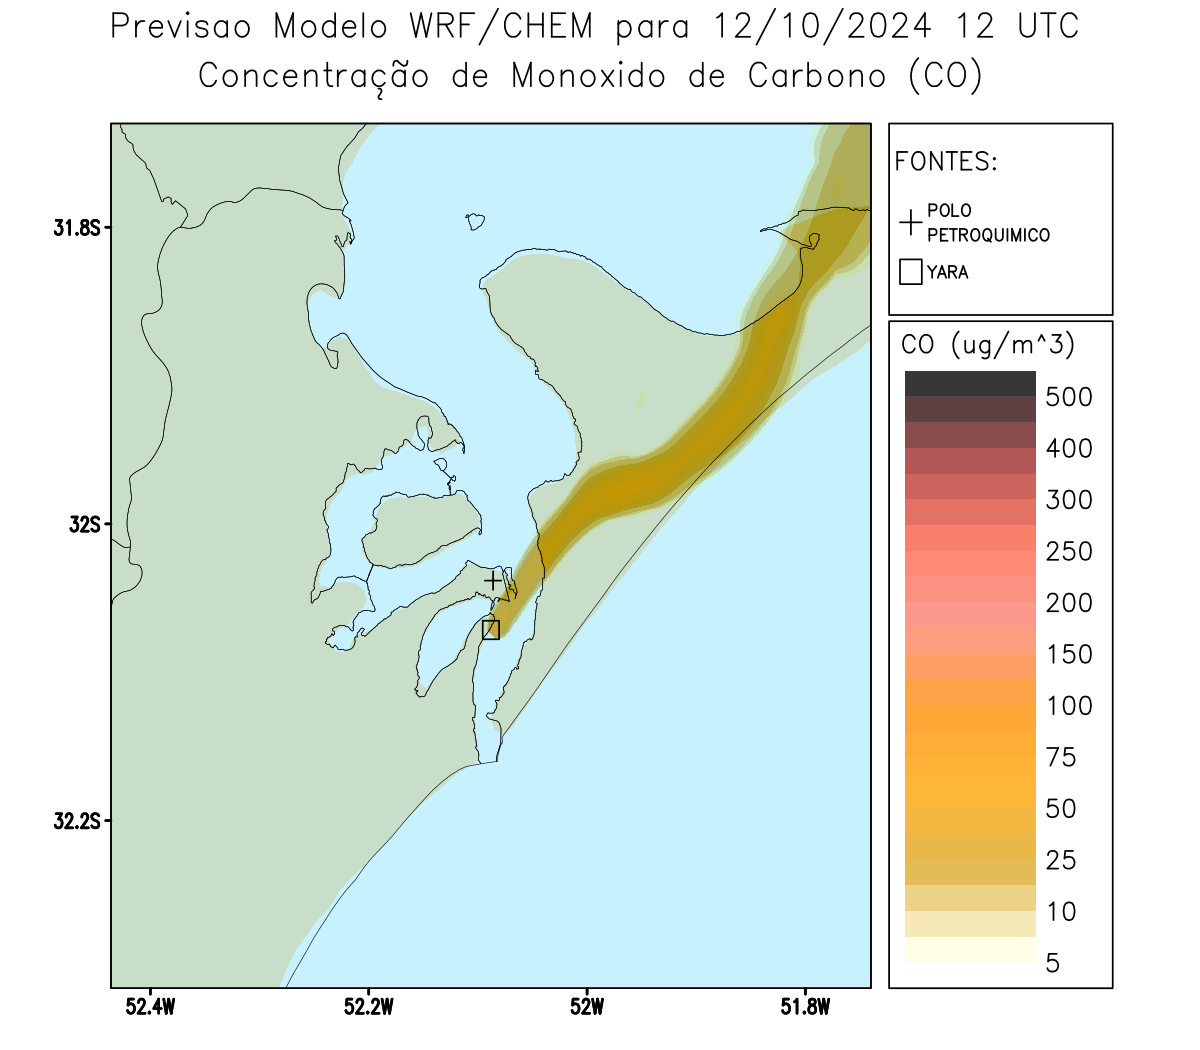 Previsao Modelo WRF/CHEM para 12/10/2024 12 UTC
Concentração de Monoxido de Carbono (CO)
FONTES:
POLO
PETROQUIMICO
YARA
CO (ug/m^3)
500
400
300
250
200
150
100
75
50
25
10
5
31.8S
32S
32.2S
52.4W
52.2W
52W
51.8W